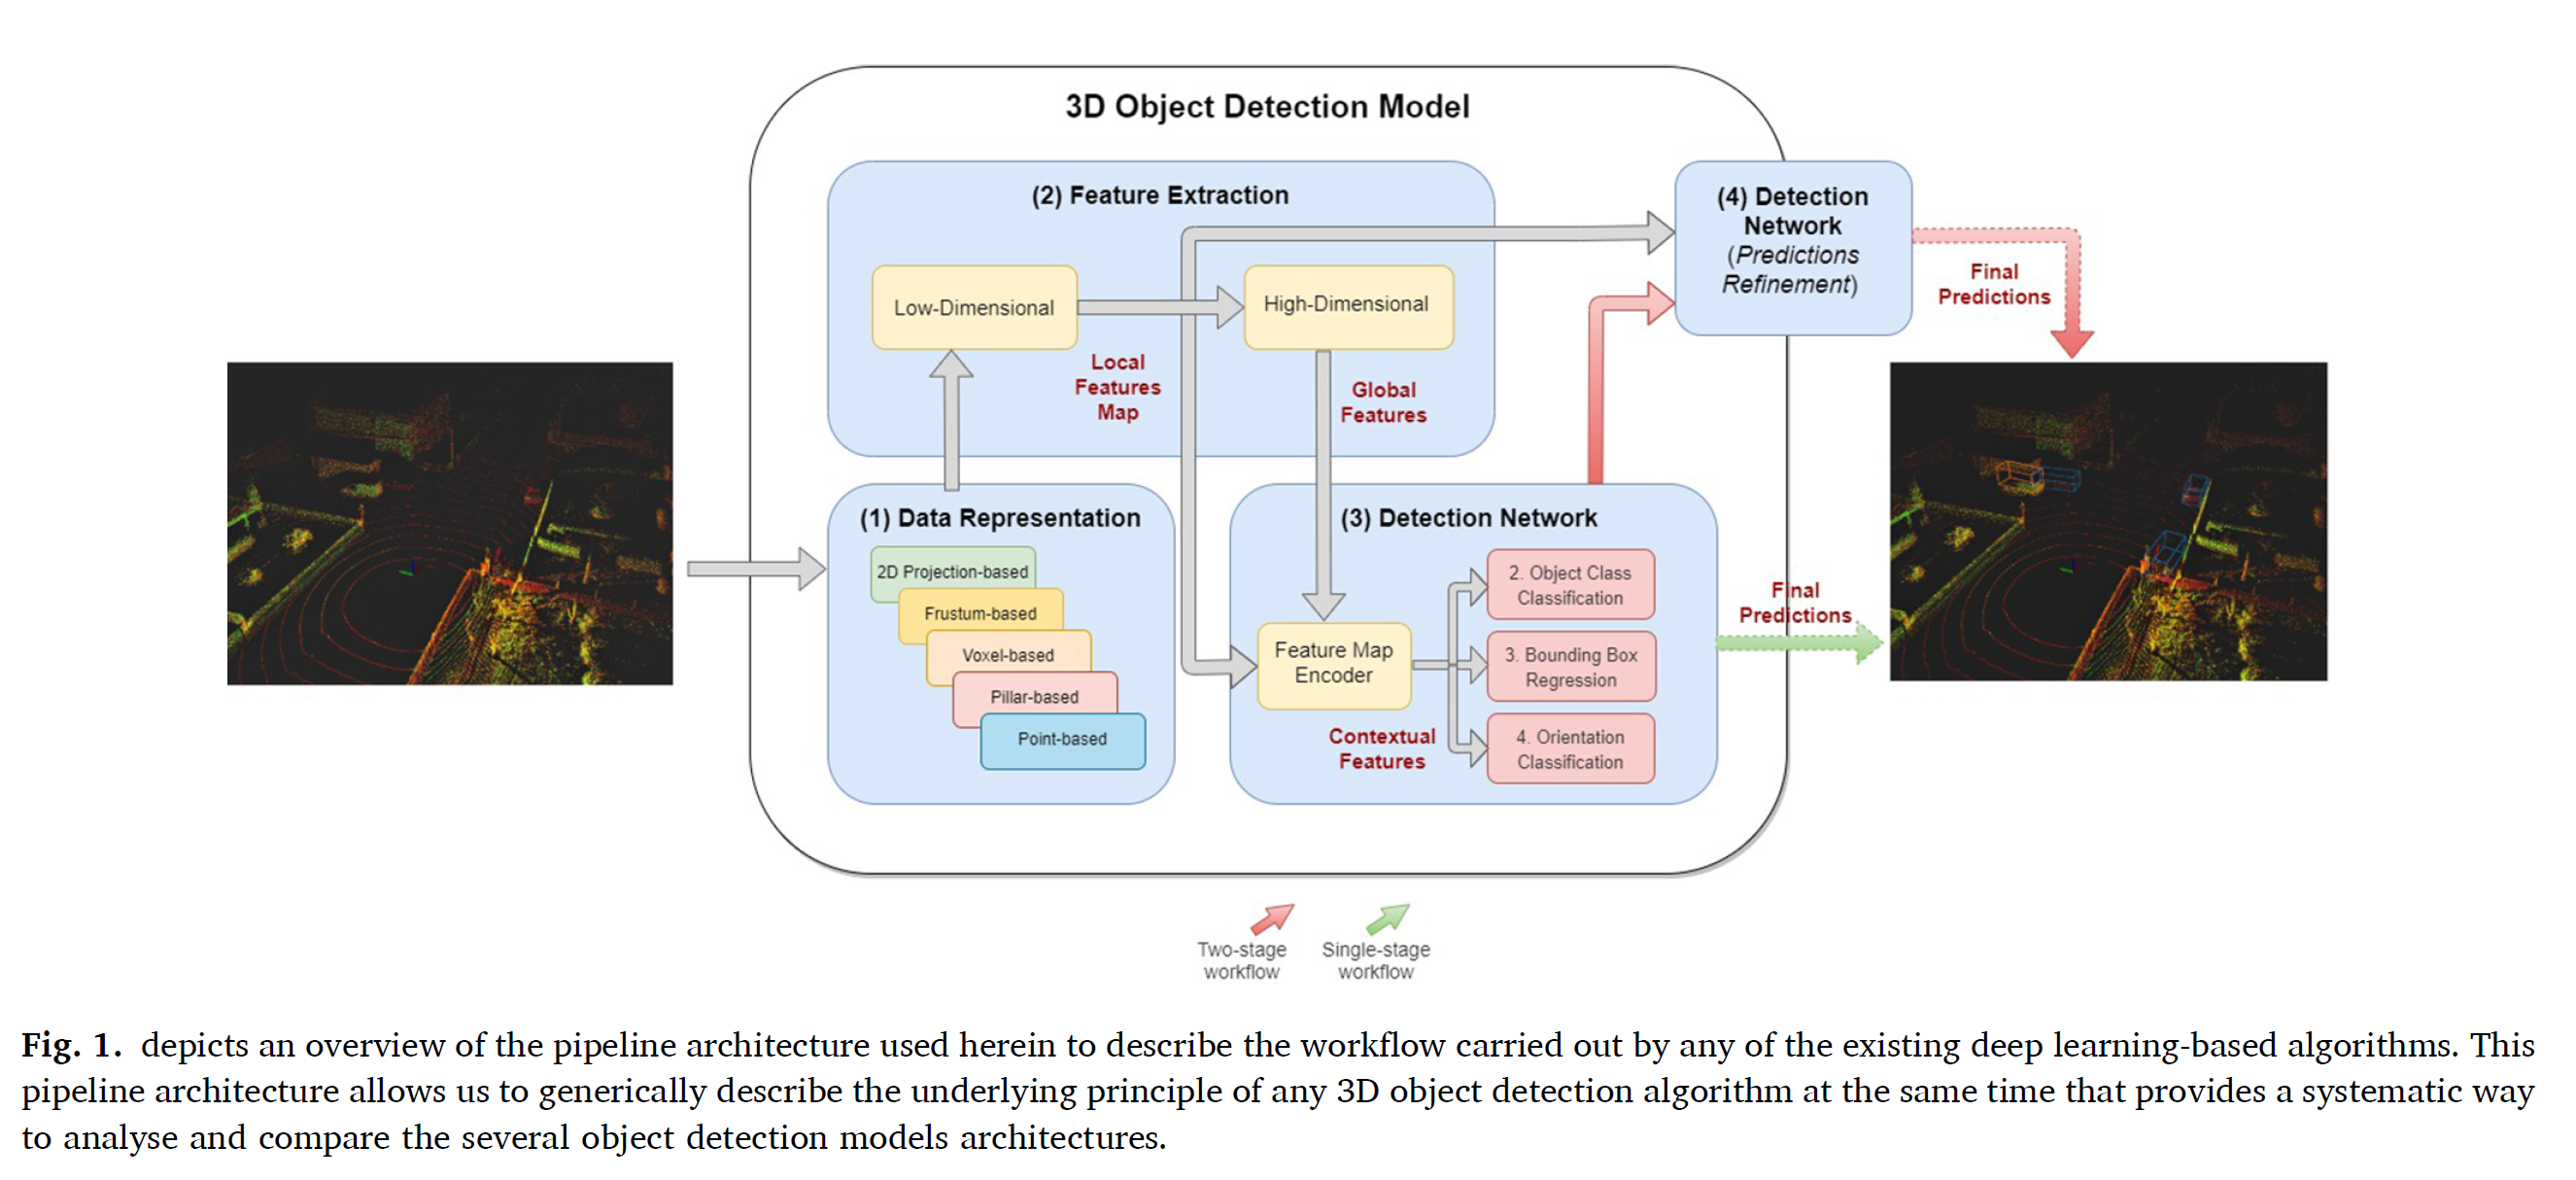 3D Object Detection Model
(2) Feature Extraction
Low-Dimensional
High-Dimensional
Local
Features
Map
Global
Features
(4) Detection
Network
(Predictions
Refinement)
Final
Predictions
(1) Data Representation
2D Projection-based
Frustum-based
Voxel-based
Pillar-based
Point-based
(3) Detection Network
Feature Map
Encoder
Contextual
Features
2. Object Class
Classification
3. Bounding Box
Regression
4. Orientation
Classification
Final
Predictions
Two-stage
workflow
Single-stage
workflow
Fig. 1. depicts an overview of the pipeline architecture used herein to describe the workflow carried out by any of the existing deep learning-based algorithms. This
pipeline architecture allows us to generically describe the underlying principle of any 3D object detection algorithm at the same time that provides a systematic way
to analyse and compare the several object detection models architectures.